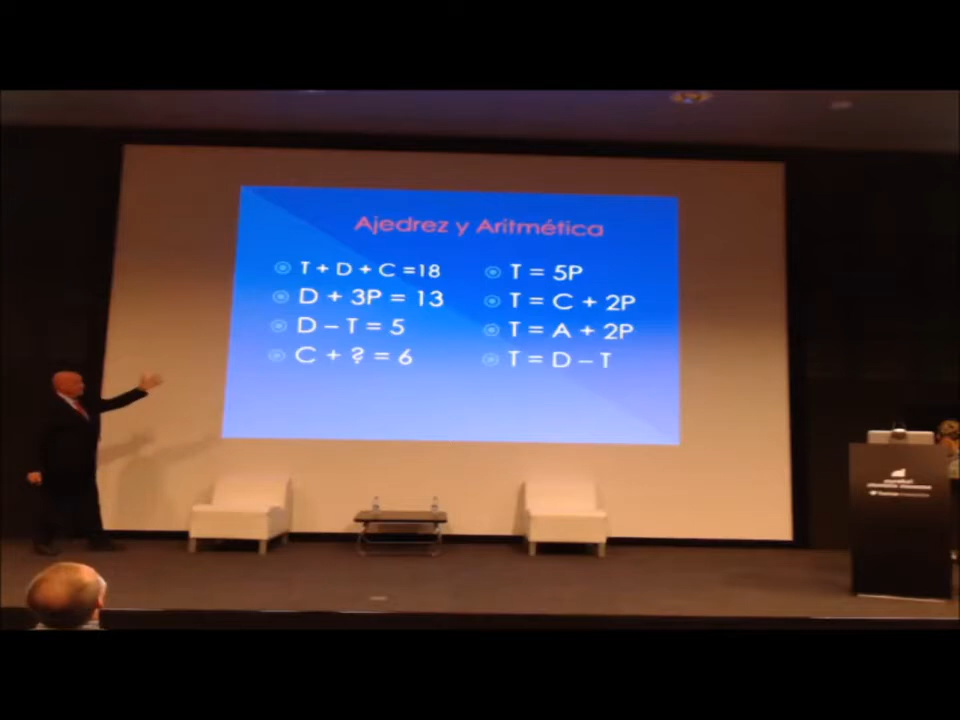 Ajedrez y Aritmética
T + D + C =18
D + 3P = 13
D – T = 5
C + ? = 6
T = 5P
T = C + 2P
T = A + 2P
T = D – T